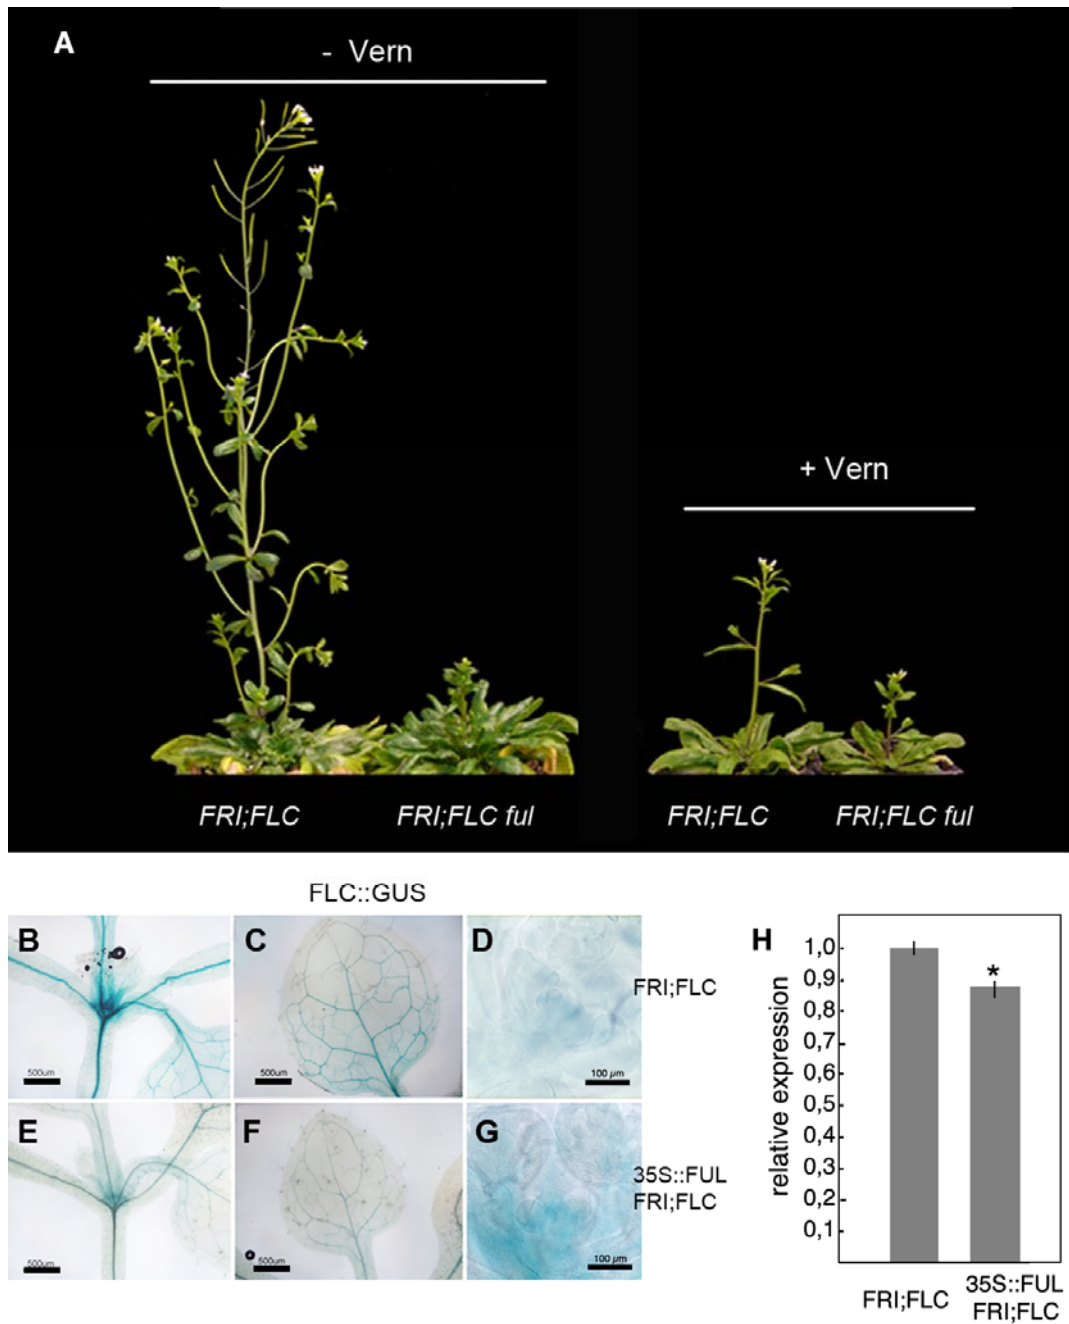 A
- Vern
+ Vern
FRI;FLC
FRI;FLC ful
FRI;FLC
FRI;FLC ful
FLC::GUS
B
500um
C
500um
D
100 µm
FRI;FLC
E
500um
F
500um
G
100 µm
35S::FUL
FRI;FLC
H
relative expression
1,0
0,9
0,8
0,7
0,6
0,5
0,4
0,3
0,2
0,1
*
FRI;FLC
35S::FUL
FRI;FLC